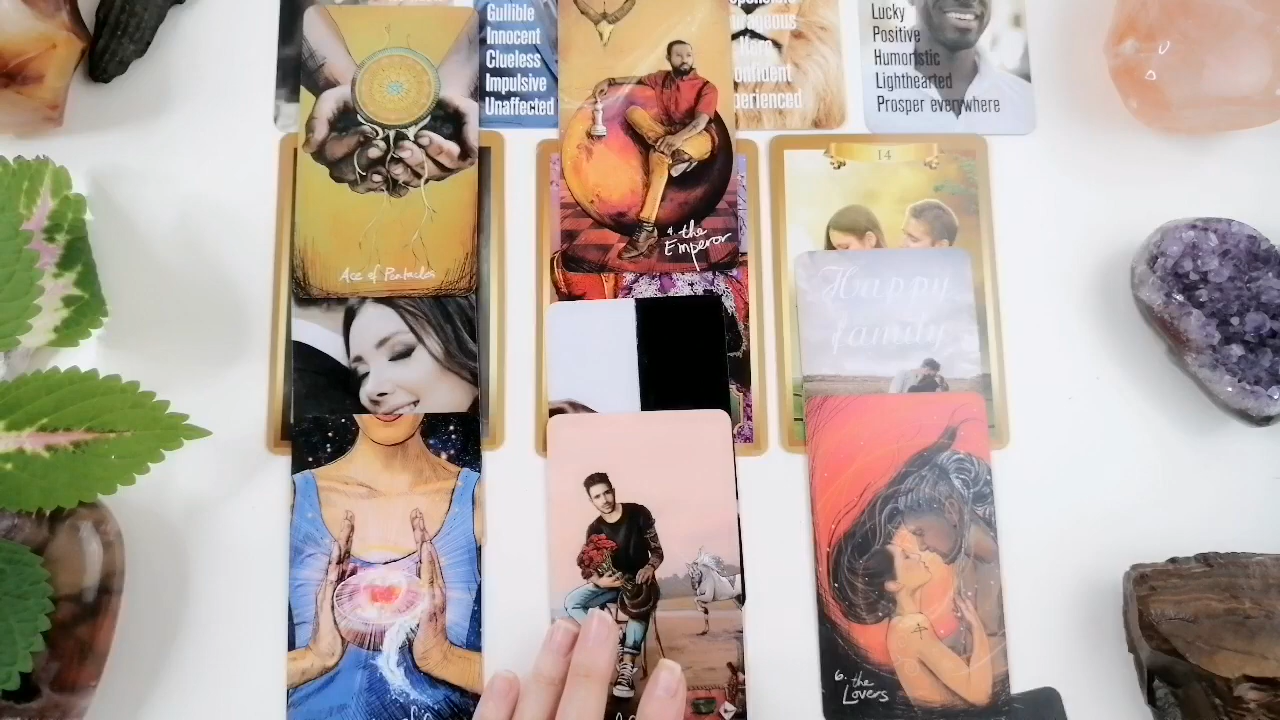 Gullible
Innocent
Clueless
Impulsive
Unaffected
Confident
Lucky
Positive
Humoristic
Lighthearted
Prosper everywhere
14
Ace of Pentacles
4. the
Emperor
Happy
family
6. the
Lovers